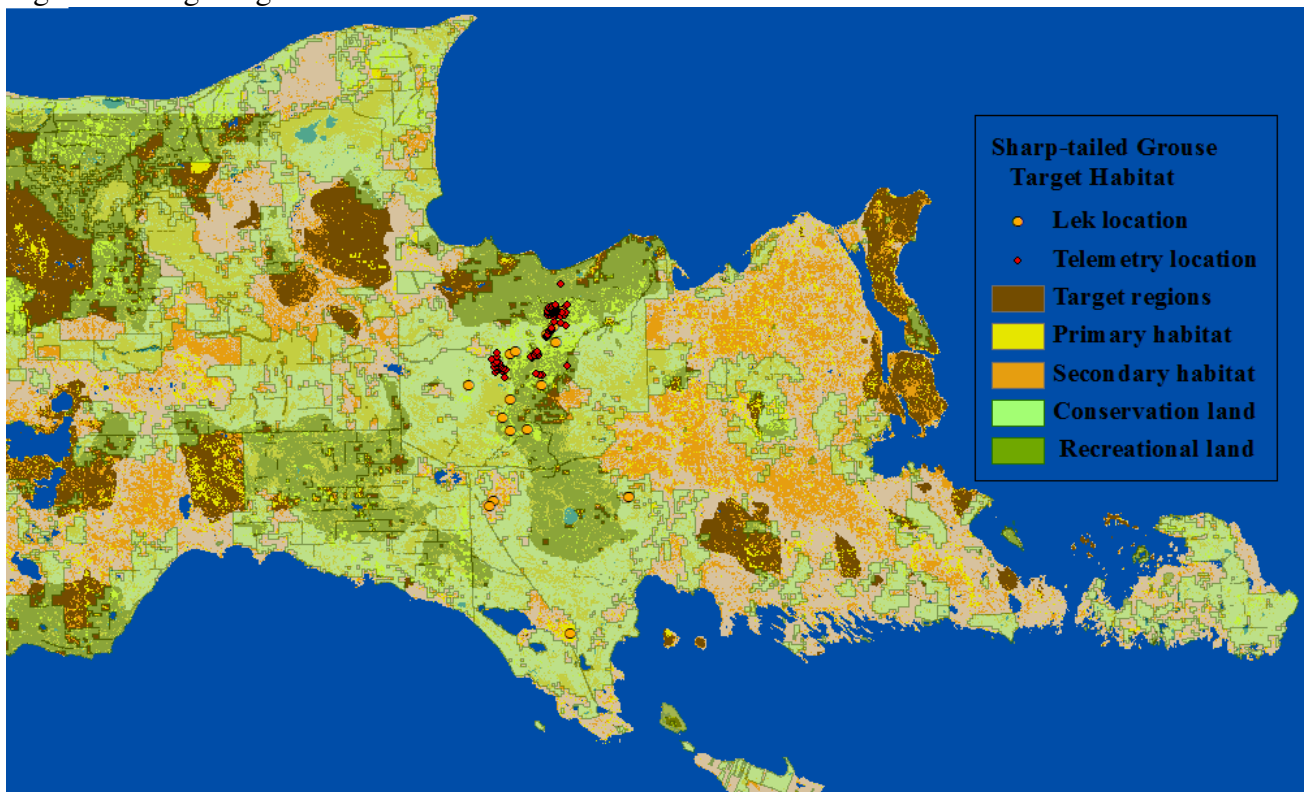 Sharp-tailed Grouse
Target Habitat
Lek location
Telemetry location
Target regions
Primary habitat
Secondary habitat
Conservation land
Recreational land